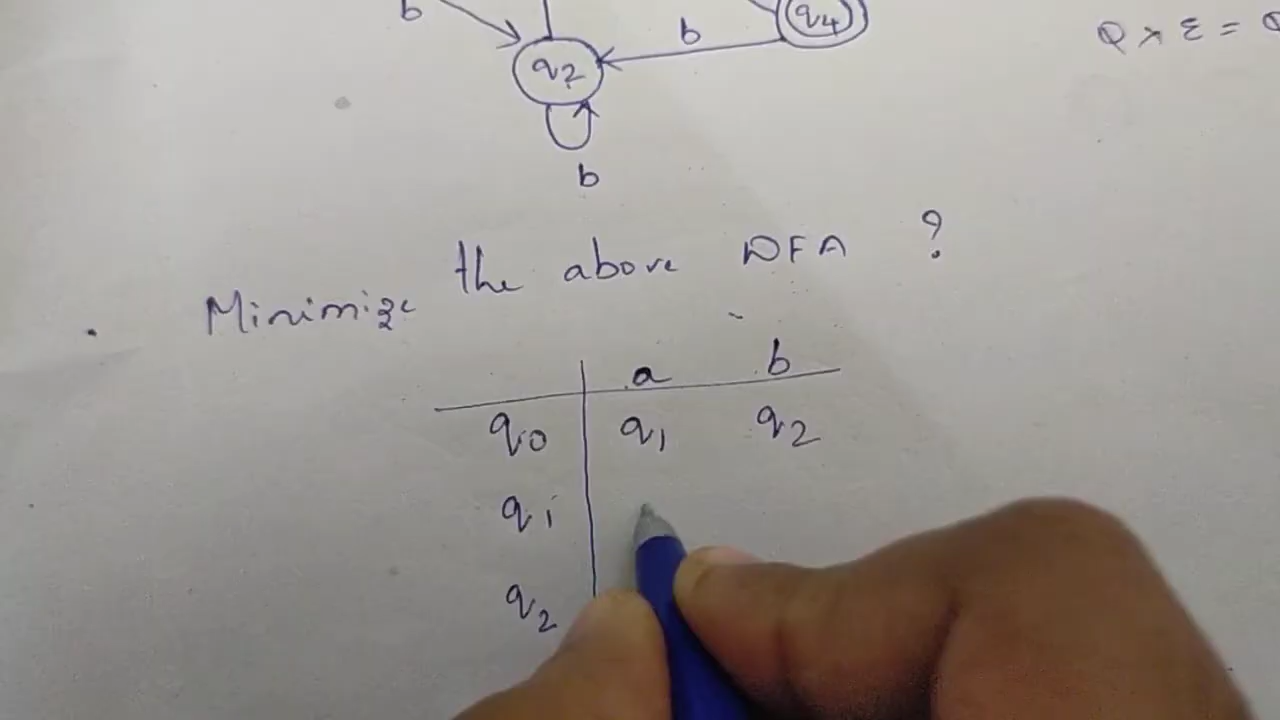 b
q4
b
Q x Σ = Q
q2
b
Minimize the above DFA ?
a b
q0 q1 q2
q1
q2